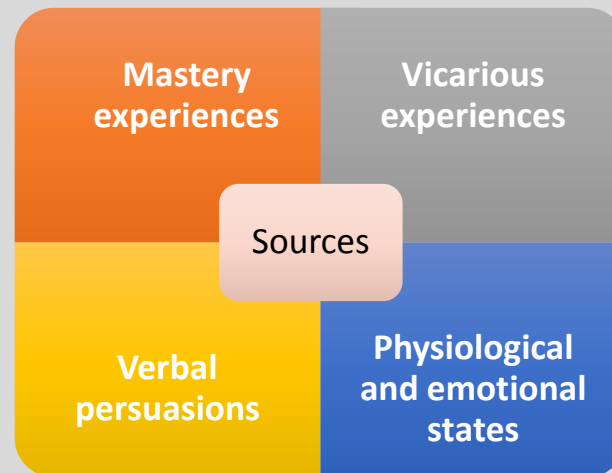 Mastery
experiences
Vicarious
experiences
Sources
Verbal
persuasions
Physiological
and emotional
states